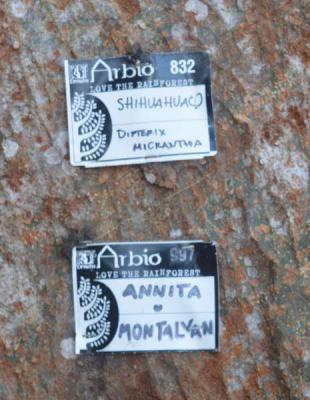 Arbio 832
LOVE THE RAINFOREST
SHIHUAHUACO
DIPTERIX
MICRANTHA
Arbio 997
LOVE THE RAINFOREST
ANNITA
MONTALVAN